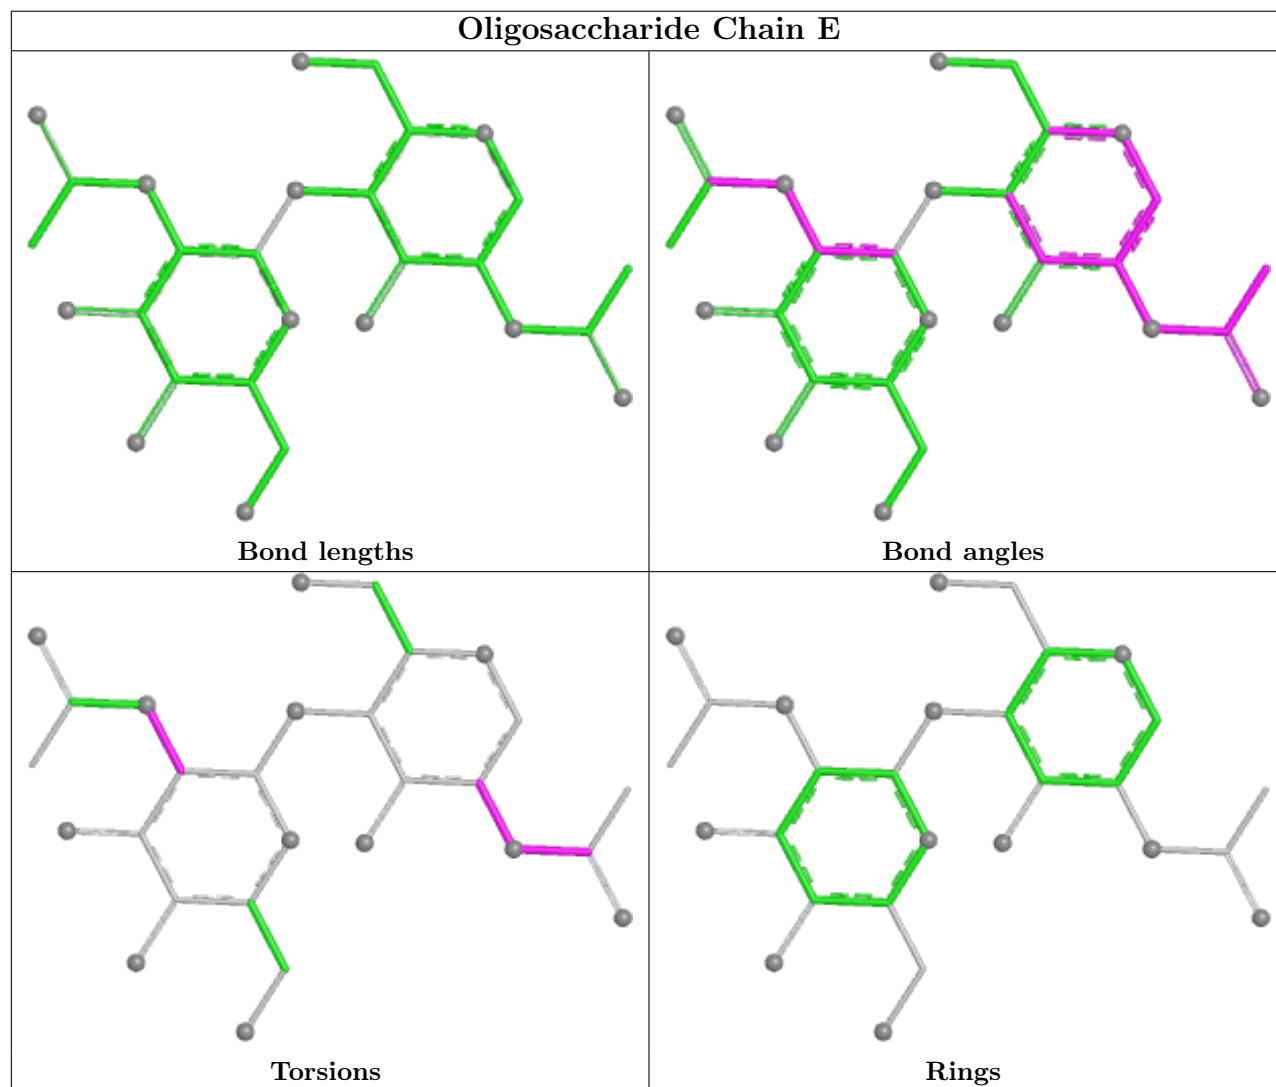 Oligosaccharide Chain E
Bond lengths
Bond angles
Torsions
Rings